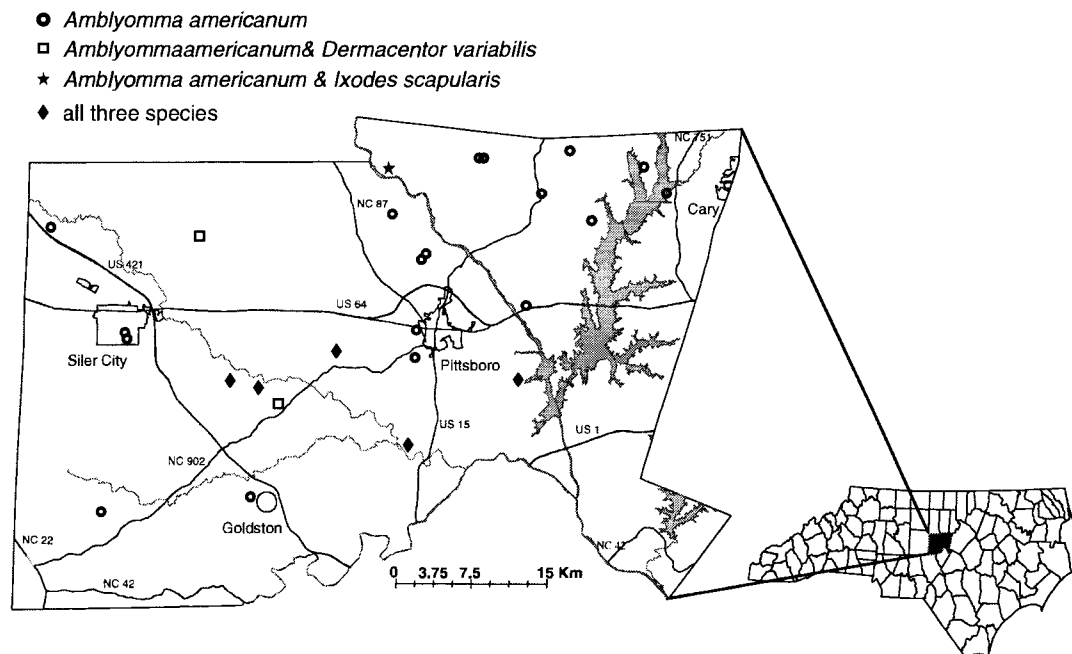 Amblyomma americanum
Amblyommaamericanum& Dermacentor variabilis
Amblyomma americanum & Ixodes scapularis
all three species
NC 751
Cary
NC 87
US 421
US 64
Siler City
Pittsboro
US 15
US 1
NC 902
Goldston
NC 22
NC 42
NC 42
0 3.75 7.5 15 Km